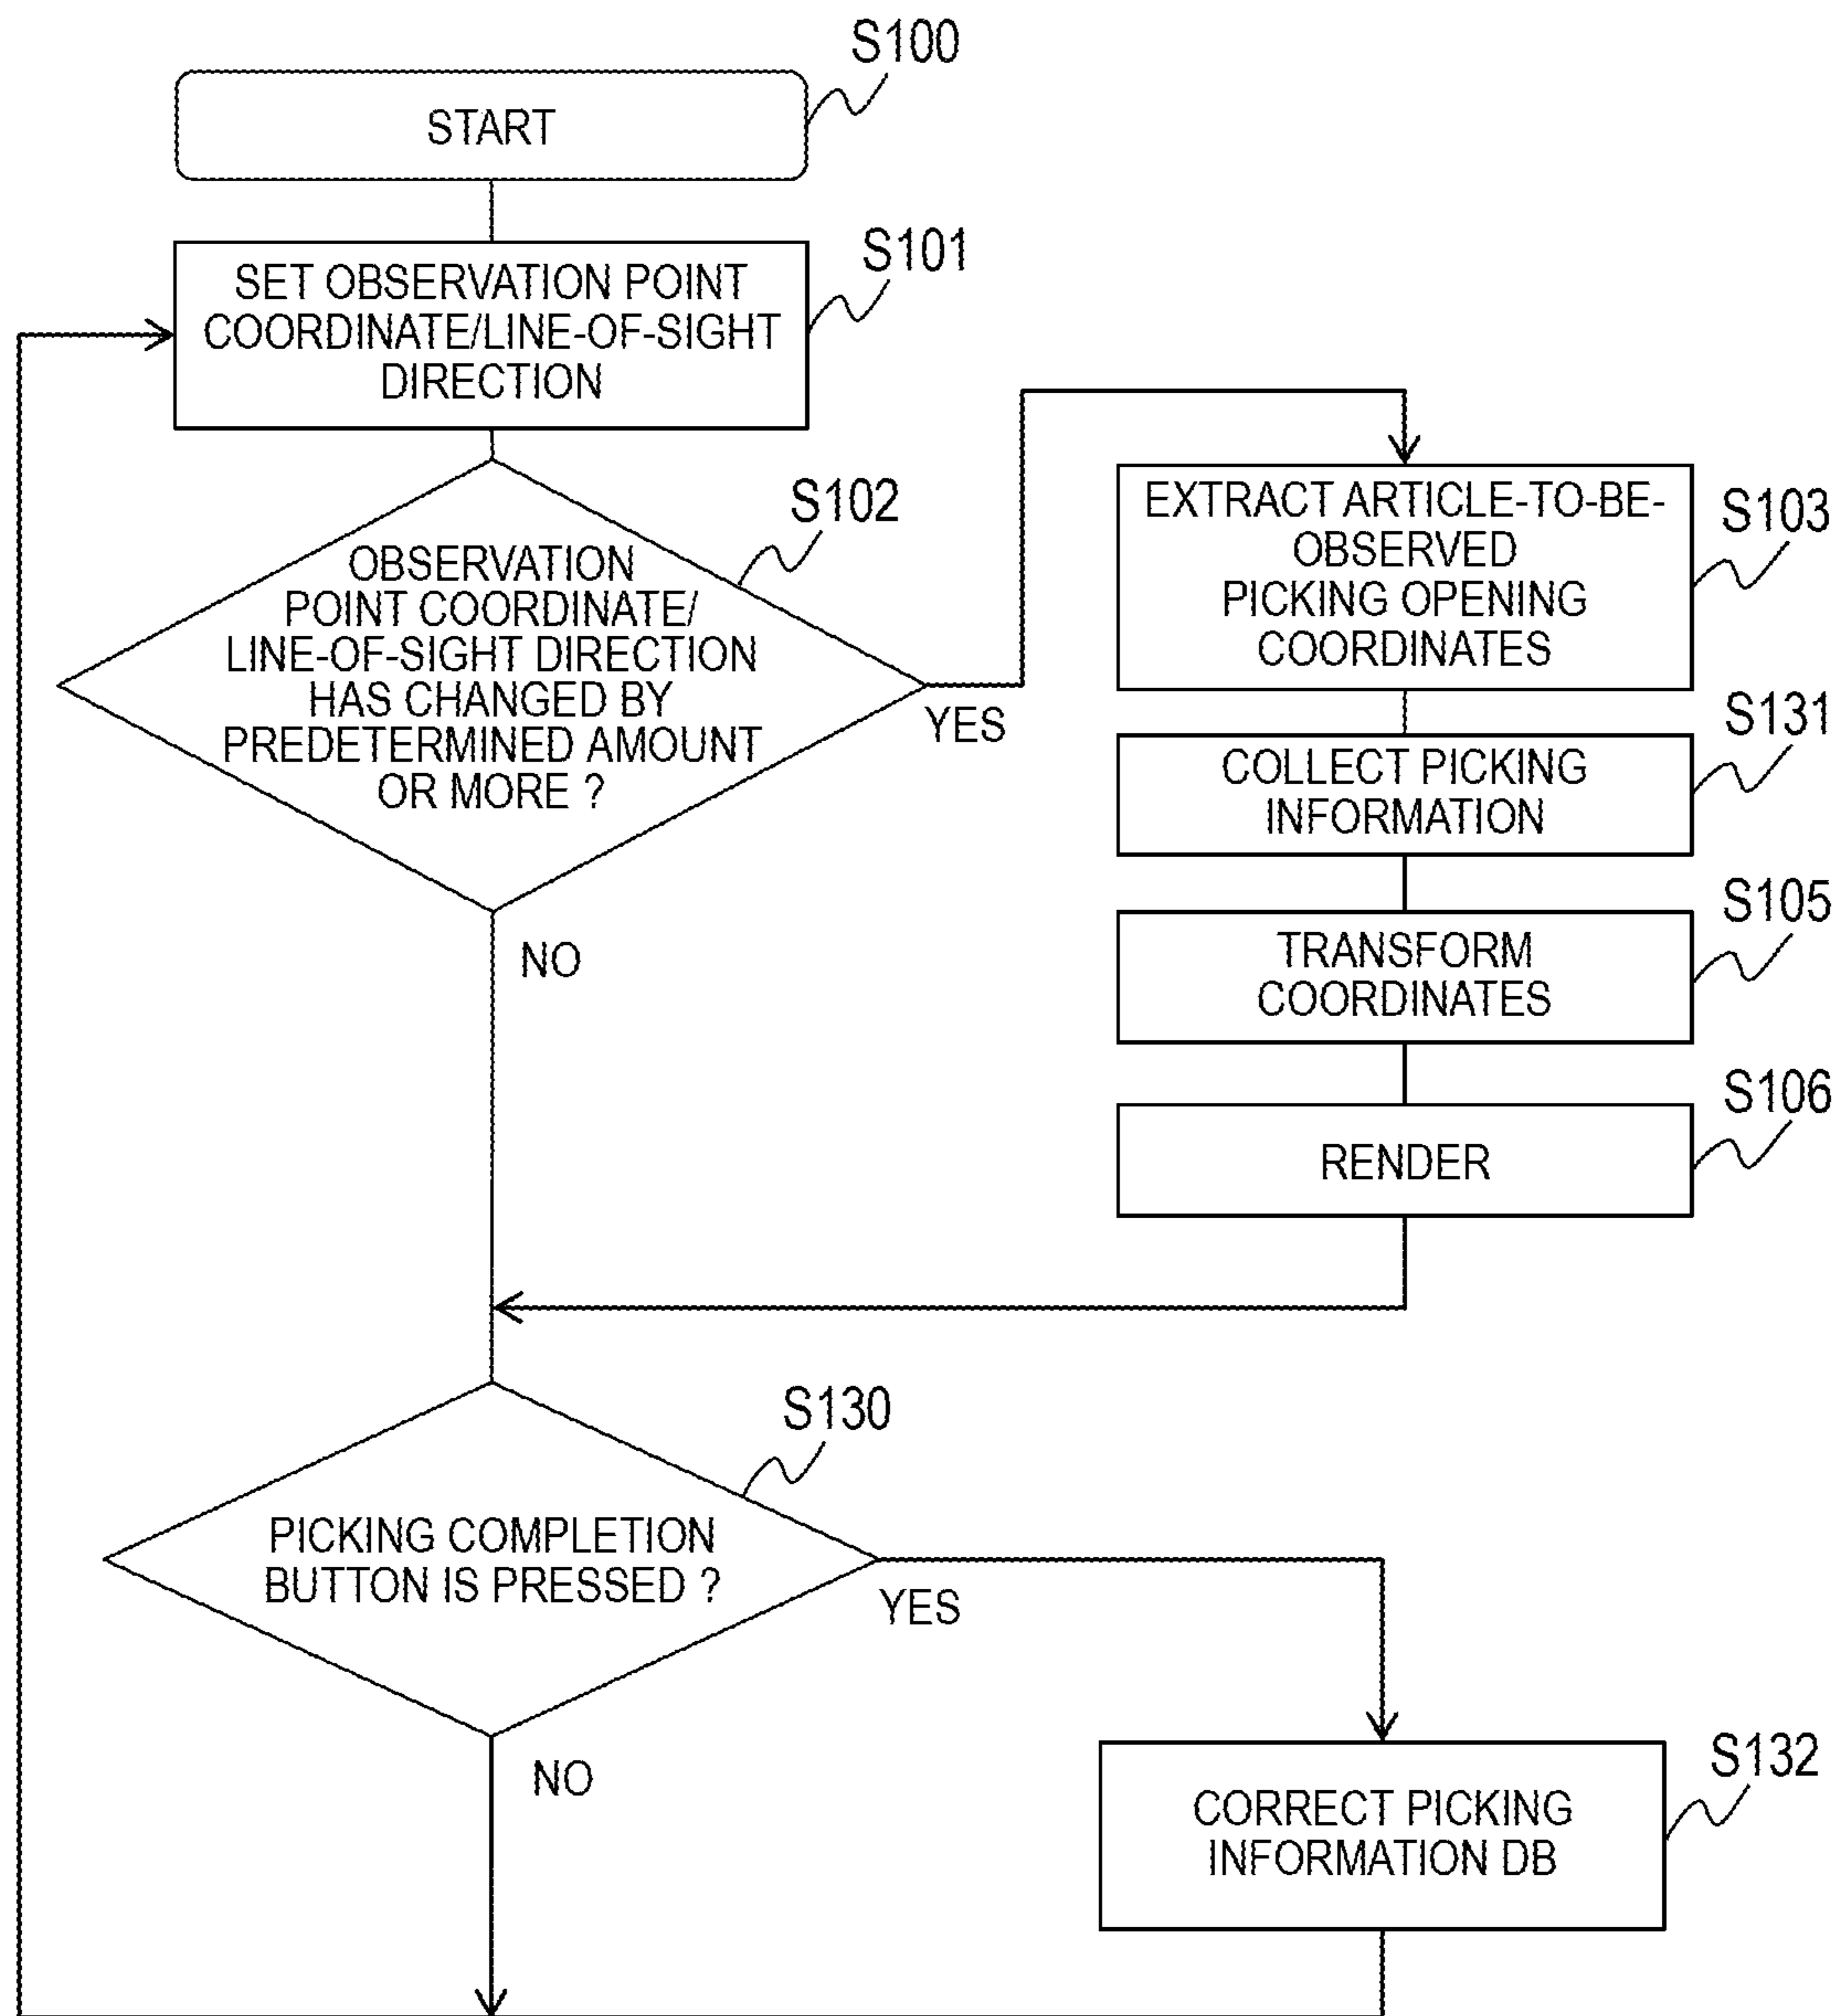 S100
START
S101
SET OBSERVATION POINT
COORDINATE/LINE-OF-SIGHT
DIRECTION
S102
OBSERVATION
POINT COORDINATE/
LINE-OF-SIGHT DIRECTION
HAS CHANGED BY
PREDETERMINED AMOUNT
OR MORE ?
YES
NO
S103
EXTRACT ARTICLE-TO-BE-
OBSERVED
PICKING OPENING
COORDINATES
S131
COLLECT PICKING
INFORMATION
S105
TRANSFORM
COORDINATES
S106
RENDER
S130
PICKING COMPLETION
BUTTON IS PRESSED ?
YES
NO
S132
CORRECT PICKING
INFORMATION DB